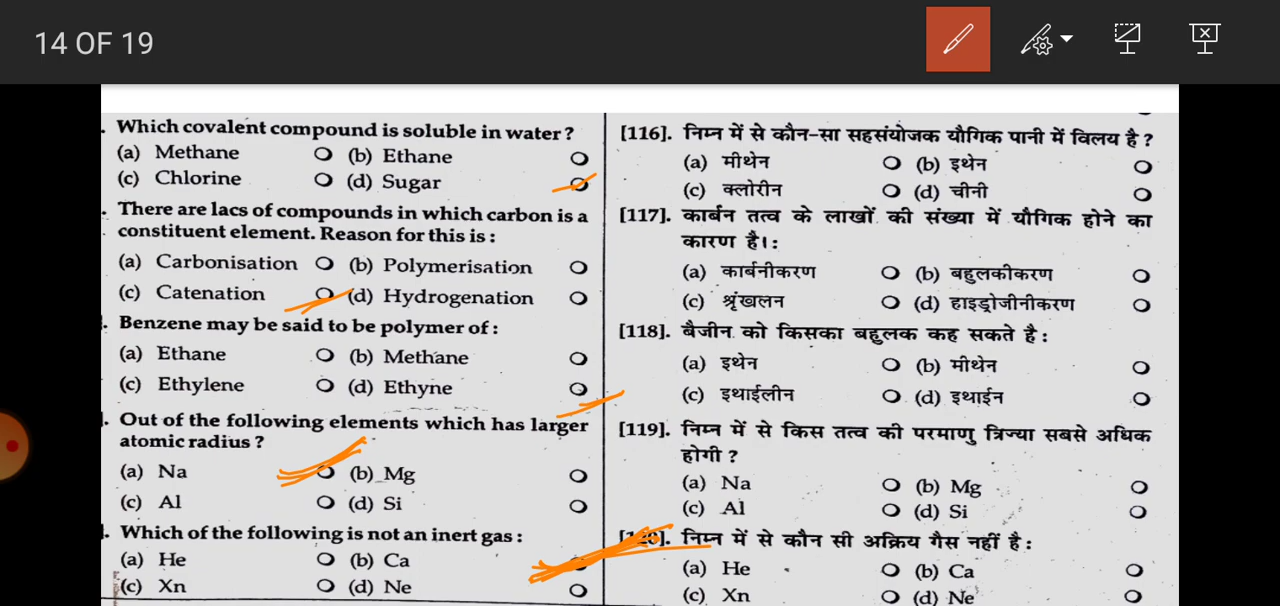 14 OF 19
. Which covalent compound is soluble in water ?
(a) Methane (b) Ethane
(c) Chlorine (d) Sugar
. There are lacs of compounds in which carbon is a
constituent element. Reason for this is :
(a) Carbonisation (b) Polymerisation
(c) Catenation (d) Hydrogenation
. Benzene may be said to be polymer of :
(a) Ethane (b) Methane
(c) Ethylene (d) Ethyne
. Out of the following elements which has larger
atomic radius ?
(a) Na (b) Mg
(c) Al (d) Si
. Which of the following is not an inert gas :
(a) He (b) Ca
(c) Xn (d) Ne
[116]. निम्न में से कौन-सा सहसंयोजक यौगिक पानी में विलय है ?
(a) मीथेन (b) इथेन
(c) क्लोरीन (d) चीनी
[117]. कार्बन तत्व के लाखों की संख्या में यौगिक होने का
कारण है।:
(a) कार्बनीकरण (b) बहुलकीकरण
(c) श्रृंखलन (d) हाइड्रोजीनीकरण
[118]. बैजीन को किसका बहुलक कह सकते है :
(a) इथेन (b) मीथेन
(c) इथाईलीन (d) इथाईन
[119]. निम्न में से किस तत्व की परमाणु त्रिज्या सबसे अधिक
होगी ?
(a) Na (b) Mg
(c) Al (d) Si
[120]. निम्न में से कौन सी अक्रिय गैस नहीं है :
(a) He (b) Ca
(c) Xn (d) Ne